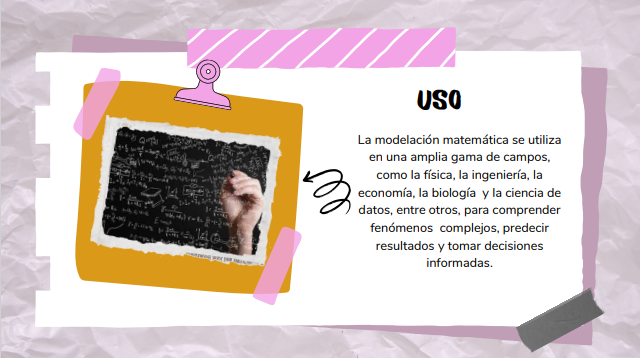 USO
La modelación matemática se utiliza
en una amplia gama de campos,
como la física, la ingeniería, la
economía, la biología y la ciencia de
datos, entre otros, para comprender
fenómenos complejos, predecir
resultados y tomar decisiones
informadas.